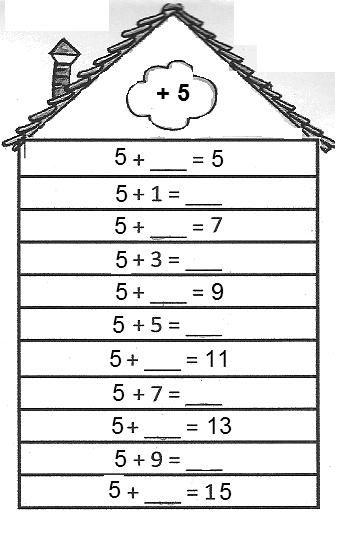 + 5
5 + ___ = 5
5 + 1 = ___
5 + ___ = 7
5 + 3 = ___
5 + ___ = 9
5 + 5 = ___
5 + ___ = 11
5 + 7 = ___
5 + ___ = 13
5 + 9 = ___
5 + ___ = 15